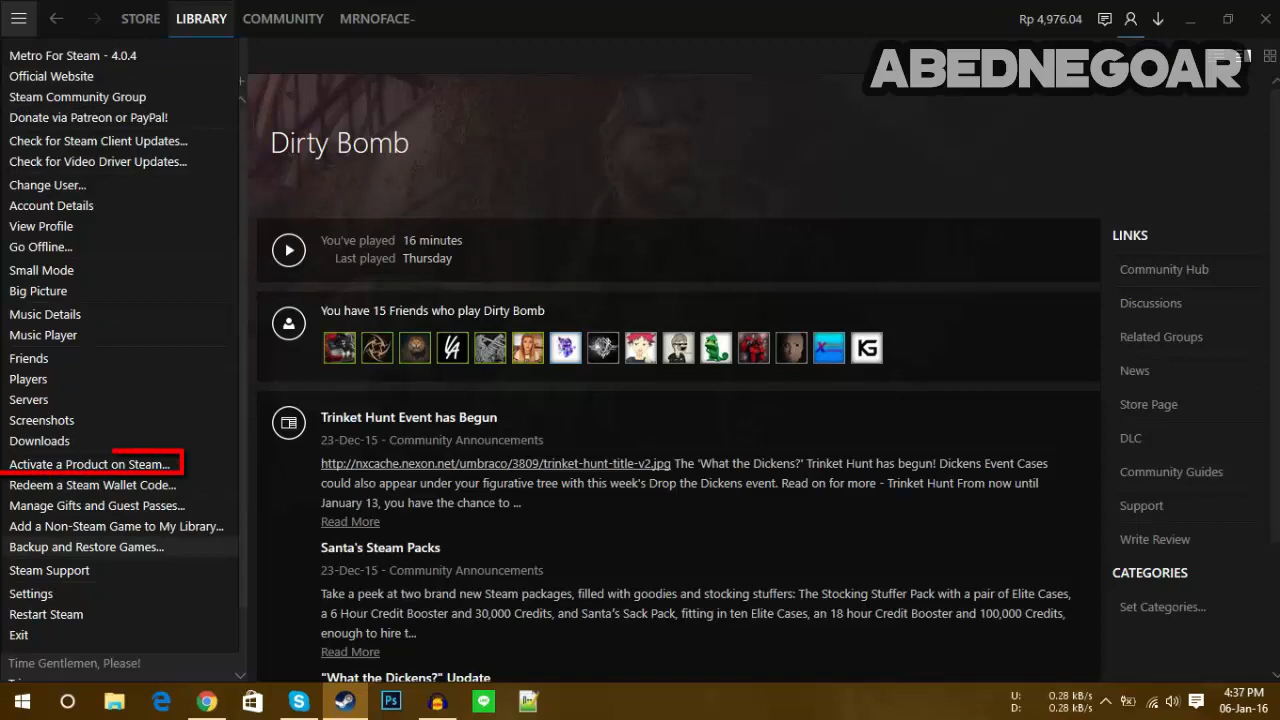 STORE LIBRARY COMMUNITY MRNOFACE- Rp 4,976.04
ABEDNEGOAR
Metro For Steam - 4.0.4
Official Website
Steam Community Group
Donate via Patreon or PayPal!
Check for Steam Client Updates...
Check for Video Driver Updates...
Change User...
Account Details
View Profile
Go Offline...
Small Mode
Big Picture
Music Details
Music Player
Friends
Players
Servers
Screenshots
Downloads
Activate a Product on Steam...
Redeem a Steam Wallet Code...
Manage Gifts and Guest Passes...
Add a Non-Steam Game to My Library...
Backup and Restore Games...
Steam Support
Settings
Restart Steam
Exit
Time Gentlemen, Please!
Dirty Bomb
You've played 16 minutes
Last played Thursday
You have 15 Friends who play Dirty Bomb
Trinket Hunt Event has Begun
23-Dec-15 - Community Announcements
http://nxcache.nexon.net/umbraco/3809/trinket-hunt-title-v2.jpg The 'What the Dickens?' Trinket Hunt has begun! Dickens Event Cases
could also appear under your figurative tree with this week's Drop the Dickens event. Read on for more - Trinket Hunt From now until
January 13, you have the chance to ...
Read More
Santa's Steam Packs
23-Dec-15 - Community Announcements
Take a peek at two brand new Steam packages, filled with goodies and stocking stuffers: The Stocking Stuffer Pack with a pair of Elite Cases,
a 6 Hour Credit Booster and 30,000 Credits, and Santa's Sack Pack, fitting in ten Elite Cases, an 18 hour Credit Booster and 100,000 Credits,
enough to hire t...
Read More
"What the Dickens?" Update
LINKS
Community Hub
Discussions
Related Groups
News
Store Page
DLC
Community Guides
Support
Write Review
CATEGORIES
Set Categories...
U: 0.28 kB/s
D: 0.28 kB/s
4:37 PM
06-Jan-16